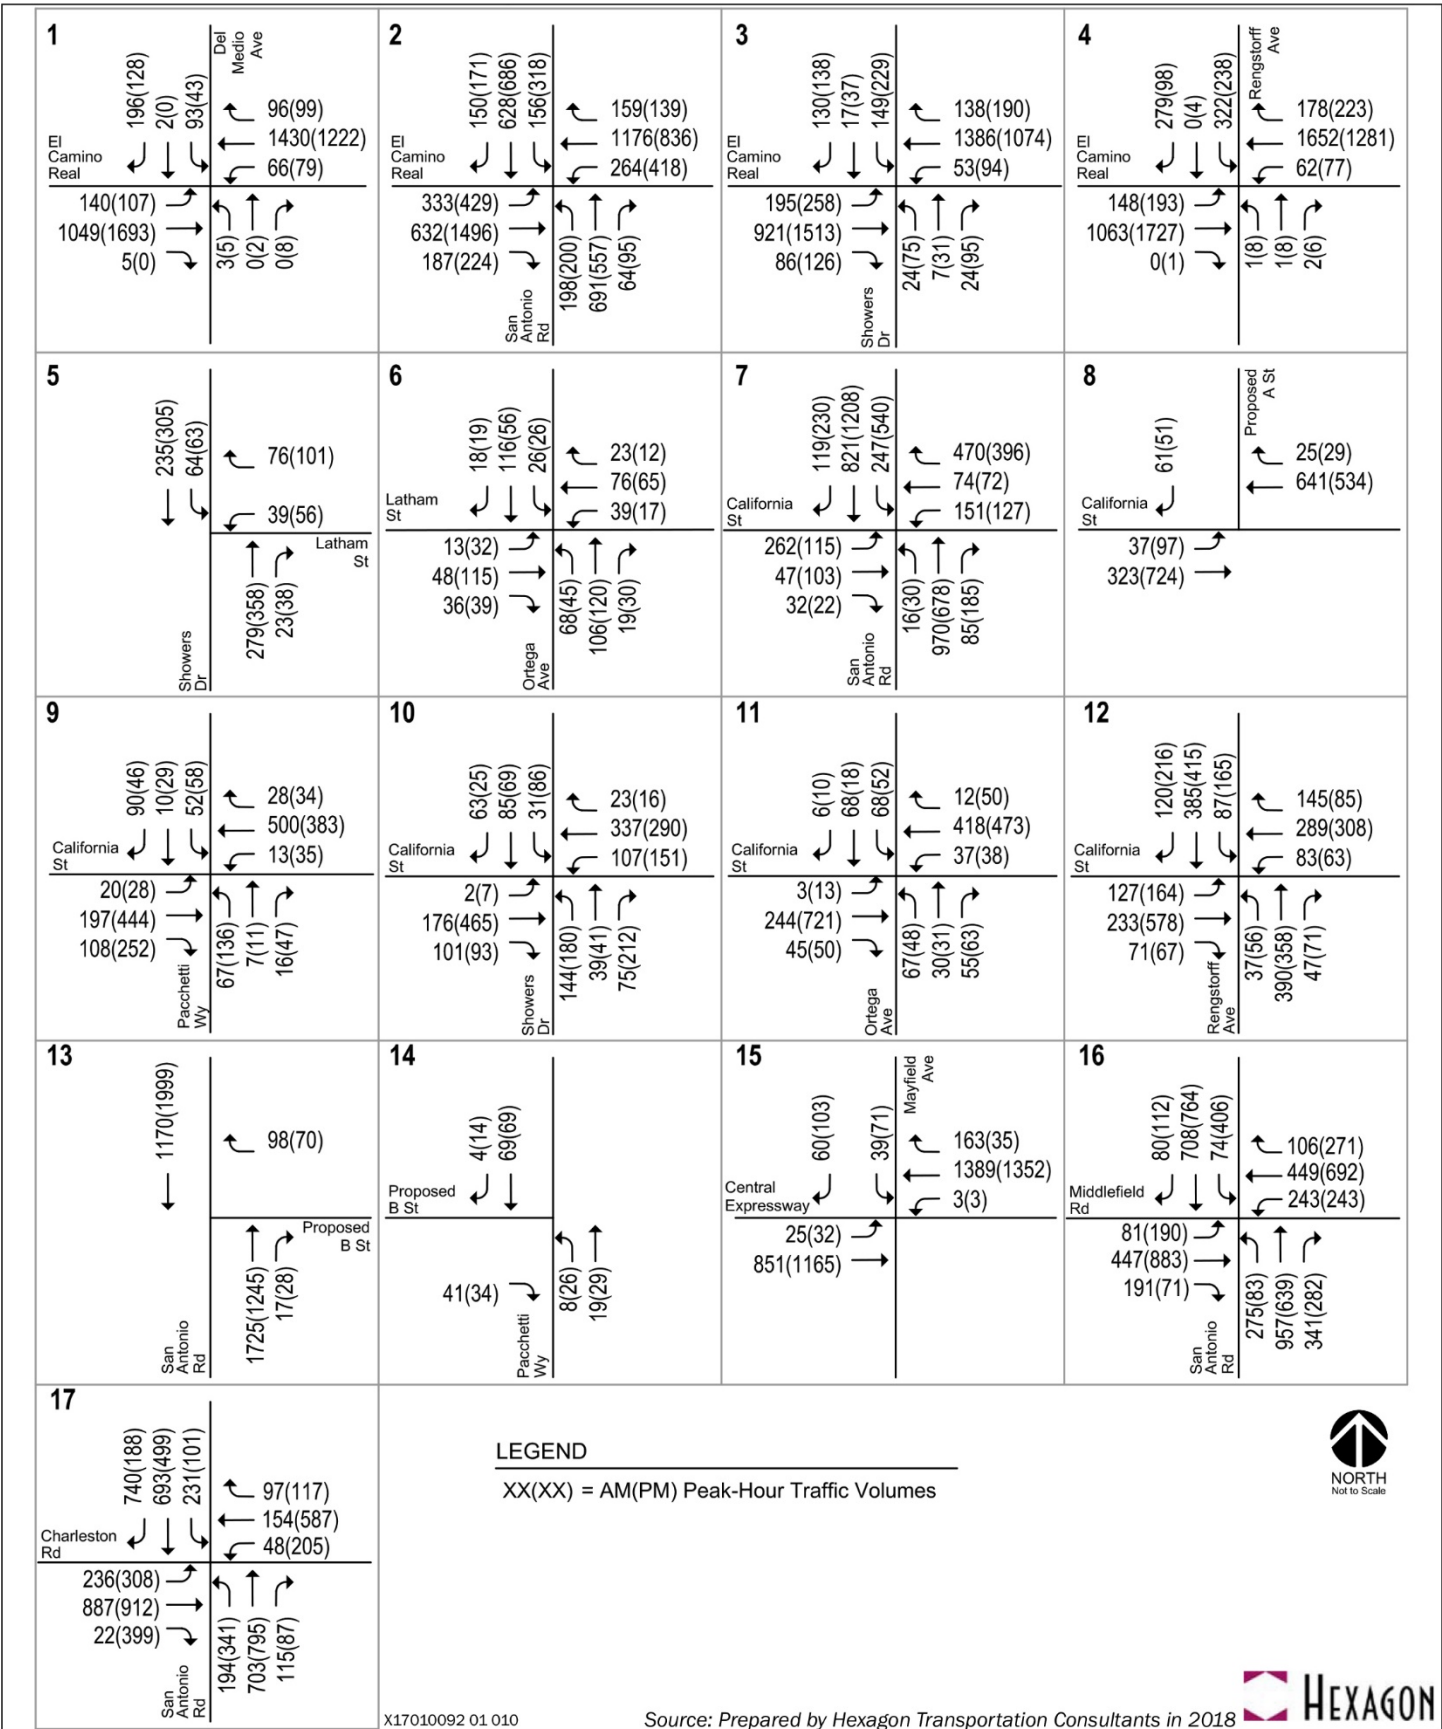 1
196(128)
2(0)
93(43)
Del
Medio
Ave
96(99)
1430(1222)
66(79)
El
Camino
Real
140(107)
1049(1693)
5(0)
3(5)
0(2)
0(8)
2
150(171)
628(686)
156(318)
159(139)
1176(836)
264(418)
El
Camino
Real
333(429)
632(1496)
187(224)
198(200)
691(557)
64(95)
San
Antonio
Rd
3
130(138)
17(37)
149(229)
138(190)
1386(1074)
53(94)
El
Camino
Real
195(258)
921(1513)
86(126)
24(75)
7(31)
24(95)
Showers
Dr
4
279(98)
0(4)
322(238)
Rengstorff
Ave
178(223)
1652(1281)
62(77)
El
Camino
Real
148(193)
1063(1727)
0(1)
1(8)
1(8)
2(6)
5
235(305)
64(63)
76(101)
39(56)
Latham
St
279(358)
23(38)
Showers
Dr
6
18(19)
116(56)
26(26)
23(12)
76(65)
39(17)
Latham
St
13(32)
48(115)
36(39)
68(45)
106(120)
19(30)
Ortega
Ave
7
119(230)
821(1208)
247(540)
470(396)
74(72)
151(127)
California
St
262(115)
47(103)
32(22)
16(30)
970(678)
85(185)
San
Antonio
Rd
8
61(51)
Proposed
A St
25(29)
641(534)
California
St
37(97)
323(724)
9
90(46)
10(29)
52(58)
28(34)
500(383)
13(35)
California
St
20(28)
197(444)
108(252)
67(136)
7(11)
16(47)
Pacchetti
Wy
10
63(25)
85(69)
31(86)
23(16)
337(290)
107(151)
California
St
2(7)
176(465)
101(93)
144(180)
39(41)
75(212)
Showers
Dr
11
6(10)
68(18)
68(52)
12(50)
418(473)
37(38)
California
St
3(13)
244(721)
45(50)
67(48)
30(31)
55(63)
Ortega
Ave
12
120(216)
385(415)
87(165)
145(85)
289(308)
83(63)
California
St
127(164)
233(578)
71(67)
37(56)
390(358)
47(71)
Rengstorff
Ave
13
1170(1999)
98(70)
Proposed
B St
1725(1245)
17(28)
San
Antonio
Rd
14
4(14)
69(69)
Proposed
B St
41(34)
8(26)
19(29)
Pacchetti
Wy
15
60(103)
39(71)
Mayfield
Ave
163(35)
1389(1352)
3(3)
Central
Expressway
25(32)
851(1165)
16
80(112)
708(764)
74(406)
106(271)
449(692)
243(243)
Middlefield
Rd
81(190)
447(883)
191(71)
275(83)
957(639)
341(282)
San
Antonio
Rd
17
740(188)
693(499)
231(101)
97(117)
154(587)
48(205)
Charleston
Rd
236(308)
887(912)
22(399)
194(341)
703(795)
115(87)
San
Antonio
Rd
LEGEND
XX(XX) = AM(PM) Peak-Hour Traffic Volumes
NORTH
Not to Scale
X17010092 01 010
Source: Prepared by Hexagon Transportation Consultants in 2018
HEXAGON